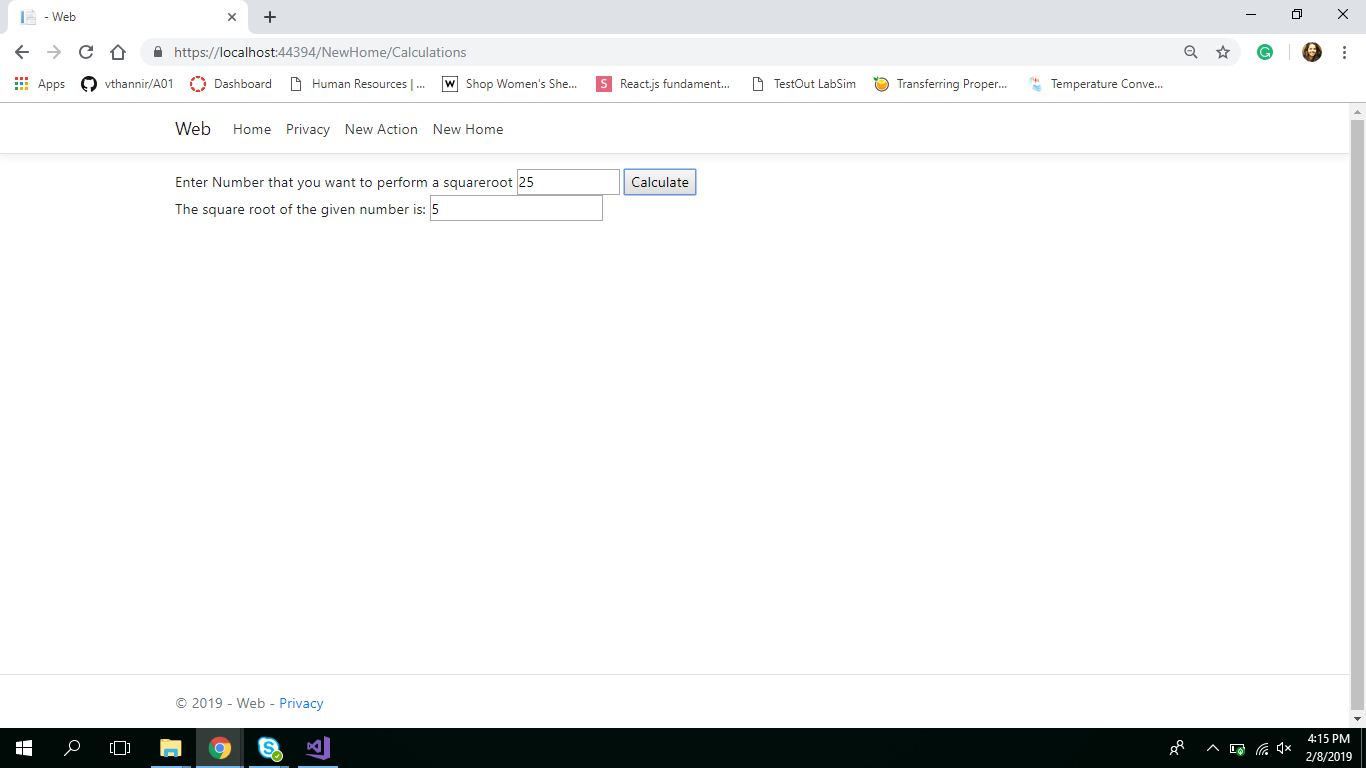 - Web
https://localhost:44394/NewHome/Calculations
Apps vthannir/A01 Dashboard Human Resources | ... W Shop Women's She... S React.js fundament... TestOut LabSim Transferring Proper... Temperature Conve...
Web Home Privacy New Action New Home
Enter Number that you want to perform a squareroot 25 Calculate
The square root of the given number is: 5
© 2019 - Web - Privacy
4:15 PM
2/8/2019